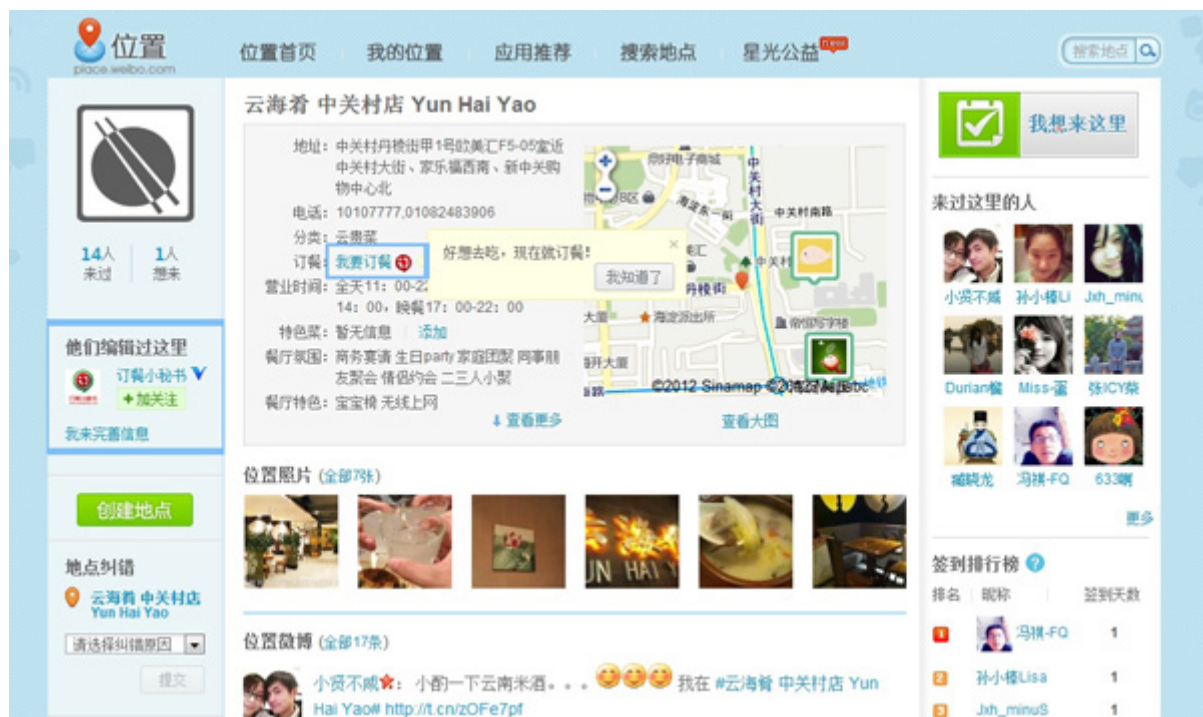 位置
place.weibo.com
位置首页 我的位置 应用推荐 搜索地点 星光公益 New
搜索地点
14人 来过
1人 想来
他们编辑过这里
订餐小秘书
+加关注
我来完善信息
创建地点
地点纠错
云海肴 中关村店
Yun Hai Yao
请选择纠错原因
提交
云海肴 中关村店 Yun Hai Yao
地址：中关村丹棱街甲1号欧美汇F5-05室近
中关村大街、家乐福西南、新中关购
物中心北
电话：10107777,01082483906
分类：云贵菜
订餐：我要订餐
好想去吃，现在就订餐！
我知道了
营业时间：全天11：00-22
14：00，晚餐17：00-22：00
特色菜：暂无信息 添加
餐厅氛围：商务宴请 生日party 家庭团聚 同事朋
友聚会 情侣约会 二三人小聚
餐厅特色：宝宝椅 无线上网
查看更多
中关村大街
中关村南路
丹棱街
海淀派出所
©2012 Sinamap
查看大图
位置照片 (全部7张)
UN HAI Y
位置微博 (全部17条)
小贤不戚：小酌一下云南米酒。。。 我在 #云海肴 中关村店 Yun
Hai Yao# http://t.cn/zOFe7pf
我想来这里
来过这里的人
小贤不戚 孙小榛Li Jxh_minu
Miss-蛋 张ICY柴
臧晓龙 冯祺-FQ
更多
签到排行榜
排名 昵称 签到天数
1 冯祺-FQ 1
2 孙小榛Lisa 1
3 Jxh_minuS 1